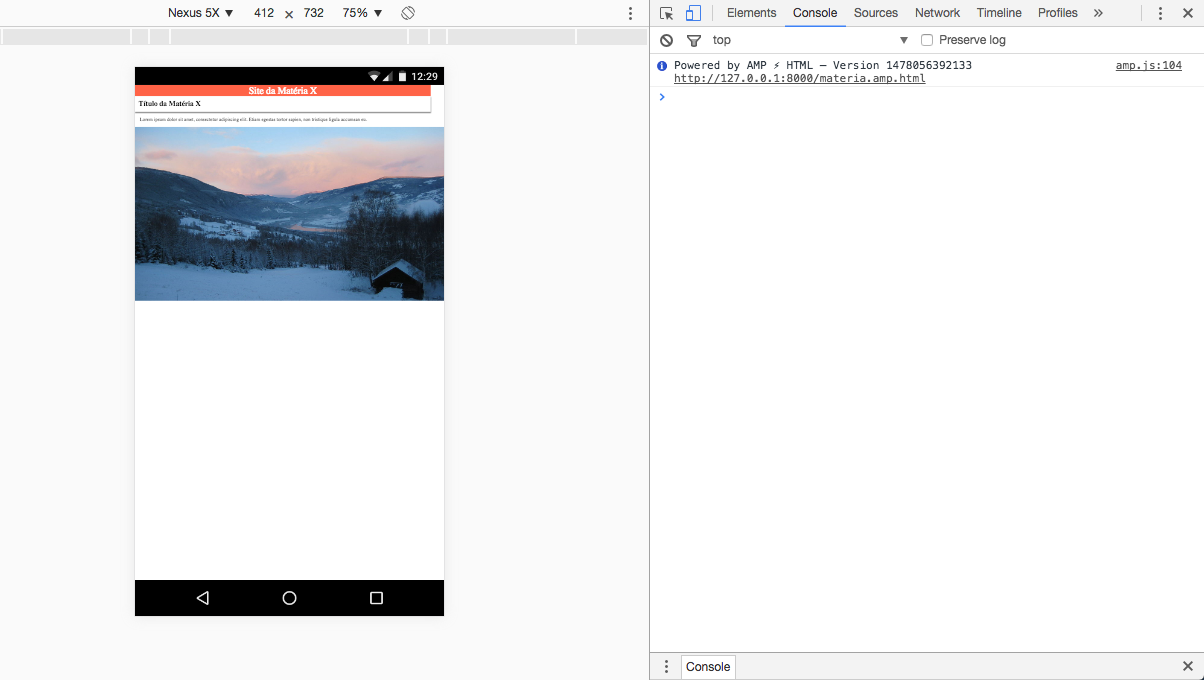 Nexus 5X ▼ 412 × 732 75% ▼
12:29
Site da Matéria X
Título da Matéria X
Lorem ipsum dolor sit amet, consectetur adipiscing elit. Etiam egestas tortor sapien, non tristique ligula accumsan eu.
Elements Console Sources Network Timeline Profiles »
top ▼ Preserve log
Powered by AMP ⚡ HTML – Version 1478056392133 amp.js:104
http://127.0.0.1:8000/materia.amp.html
Console